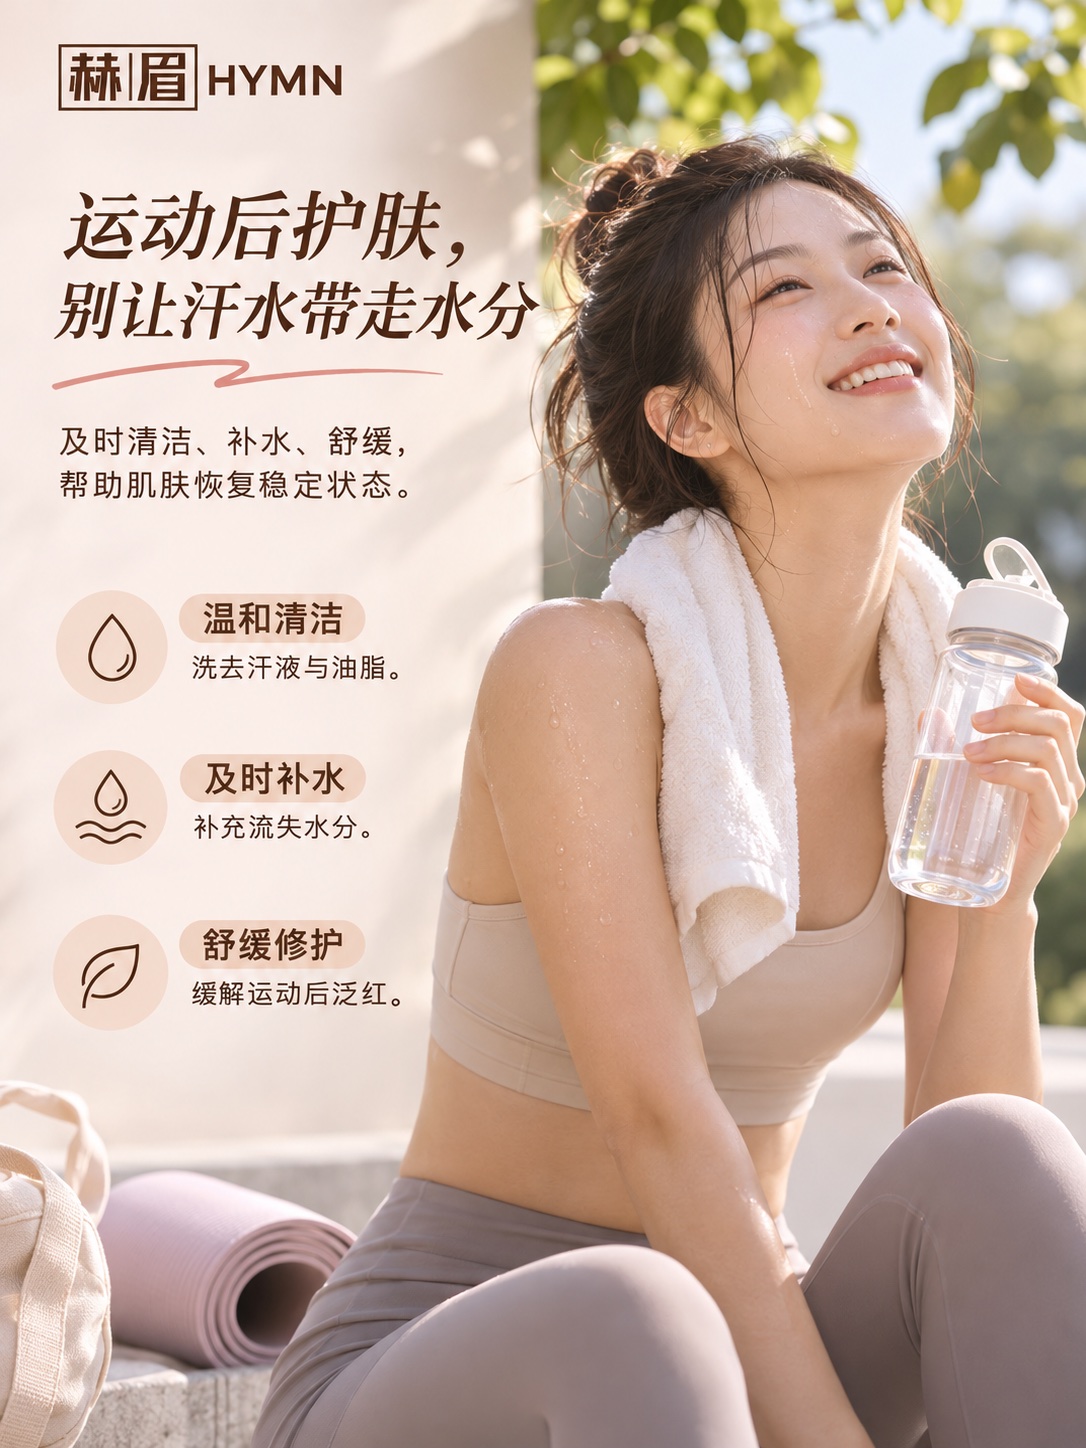 赫眉 HYMN
运动后护肤，
别让汗水带走水分
及时清洁、补水、舒缓，
帮助肌肤恢复稳定状态。
温和清洁
洗去汗液与油脂。
及时补水
补充流失水分。
舒缓修护
缓解运动后泛红。